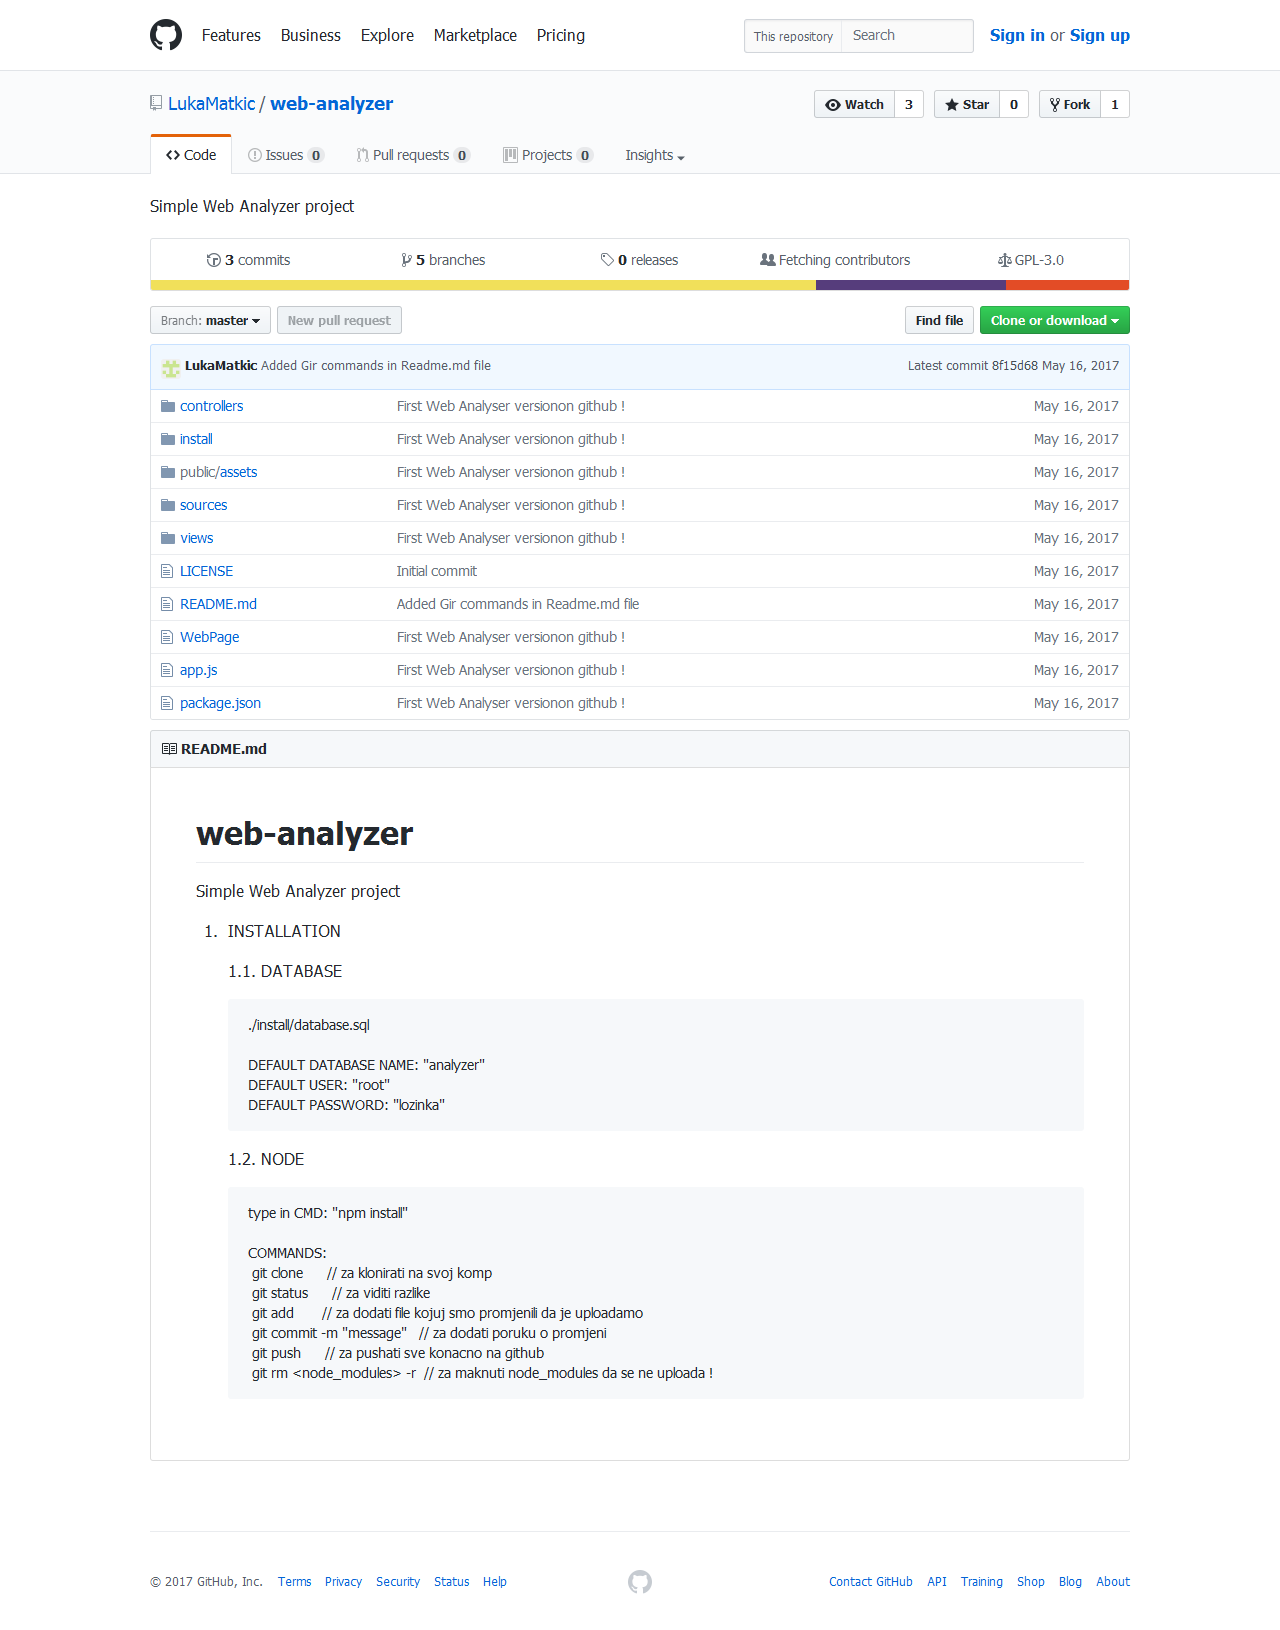 Features Business Explore Marketplace Pricing This repository Search Sign in or Sign up
LukaMatkic / web-analyzer Watch 3 Star 0 Fork 1
Code Issues 0 Pull requests 0 Projects 0 Insights
Simple Web Analyzer project
3 commits 5 branches 0 releases Fetching contributors GPL-3.0
Branch: master New pull request Find file Clone or download
LukaMatkic Added Gir commands in Readme.md file Latest commit 8f15d68 May 16, 2017
controllers First Web Analyser versionon github ! May 16, 2017
install First Web Analyser versionon github ! May 16, 2017
public/assets First Web Analyser versionon github ! May 16, 2017
sources First Web Analyser versionon github ! May 16, 2017
views First Web Analyser versionon github ! May 16, 2017
LICENSE Initial commit May 16, 2017
README.md Added Gir commands in Readme.md file May 16, 2017
WebPage First Web Analyser versionon github ! May 16, 2017
app.js First Web Analyser versionon github ! May 16, 2017
package.json First Web Analyser versionon github ! May 16, 2017
README.md
web-analyzer
Simple Web Analyzer project
1. INSTALLATION
1.1. DATABASE
./install/database.sql
DEFAULT DATABASE NAME: "analyzer"
DEFAULT USER: "root"
DEFAULT PASSWORD: "lozinka"
1.2. NODE
type in CMD: "npm install"
COMMANDS:
git clone // za klonirati na svoj komp
git status // za viditi razlike
git add // za dodati file kojuj smo promjenili da je uploadamo
git commit -m "message" // za dodati poruku o promjeni
git push // za pushati sve konacno na github
git rm <node_modules> -r // za maknuti node_modules da se ne uploada !
© 2017 GitHub, Inc. Terms Privacy Security Status Help Contact GitHub API Training Shop Blog About